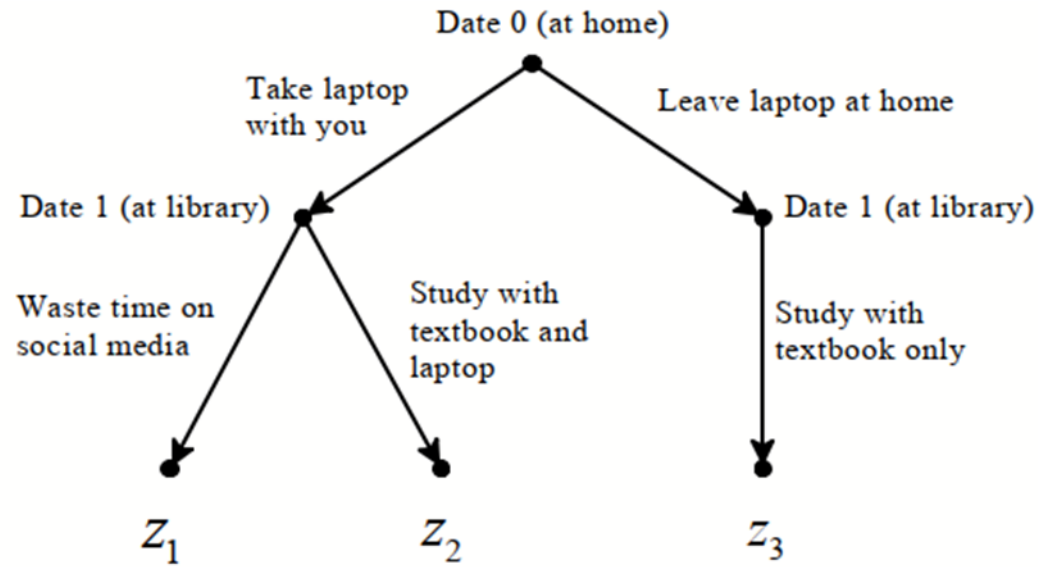 Date 0 (at home)
Take laptop
with you
Leave laptop at home
Date 1 (at library)
Date 1 (at library)
Waste time on
social media
Study with
textbook and
laptop
Study with
textbook only
z₁
z₂
z₃